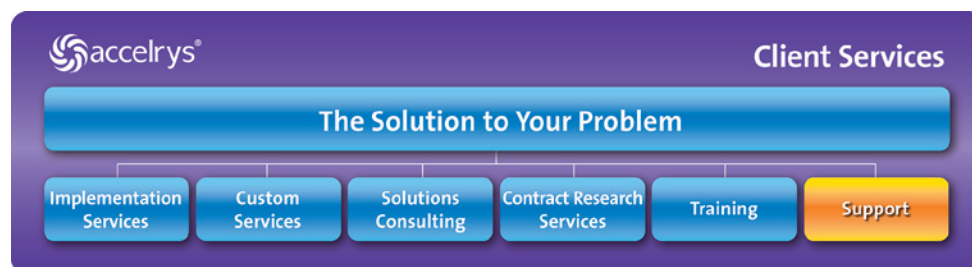 accelrys®
Client Services
The Solution to Your Problem
Implementation
Services
Custom
Services
Solutions
Consulting
Contract Research
Services
Training
Support